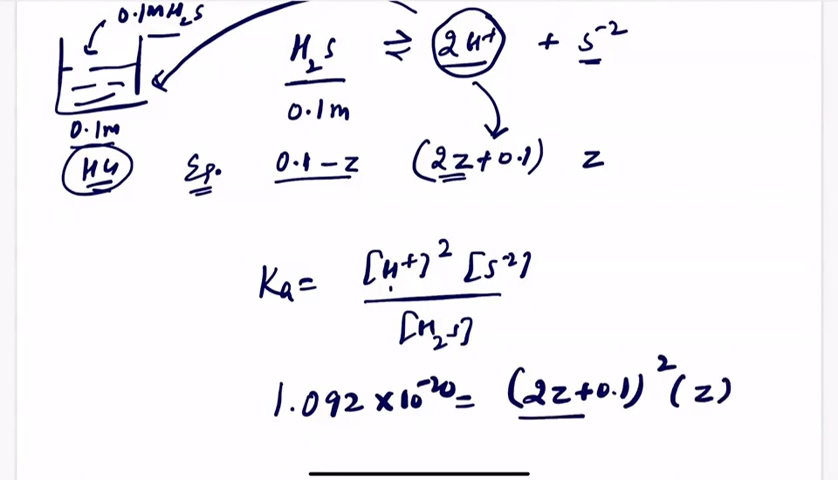 0.1M H₂S
H₂S ⇌ 2H⁺ + S⁻²
0.1m
0.1m
Eq. 0.1-z (2z+0.1) z
Ka= [H⁺]² [S⁻²]
[H₂S]
1.092 ×10⁻²⁰= (2z+0.1)² (z)